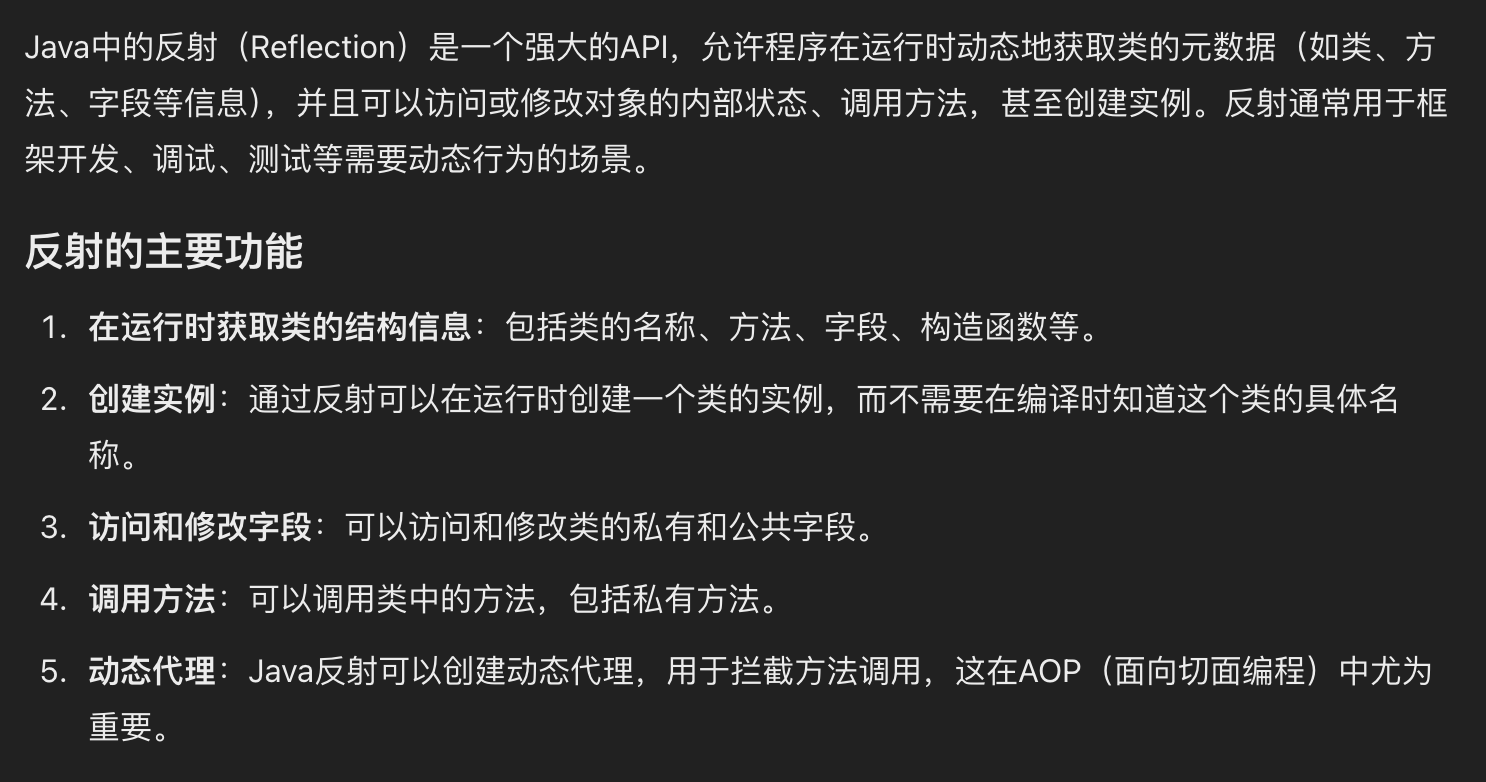 Java中的反射（Reflection）是一个强大的API，允许程序在运行时动态地获取类的元数据（如类、方
法、字段等信息），并且可以访问或修改对象的内部状态、调用方法，甚至创建实例。反射通常用于框
架开发、调试、测试等需要动态行为的场景。
反射的主要功能
1. 在运行时获取类的结构信息：包括类的名称、方法、字段、构造函数等。
2. 创建实例：通过反射可以在运行时创建一个类的实例，而不需要在编译时知道这个类的具体名
称。
3. 访问和修改字段：可以访问和修改类的私有和公共字段。
4. 调用方法：可以调用类中的方法，包括私有方法。
5. 动态代理：Java反射可以创建动态代理，用于拦截方法调用，这在AOP（面向切面编程）中尤为
重要。